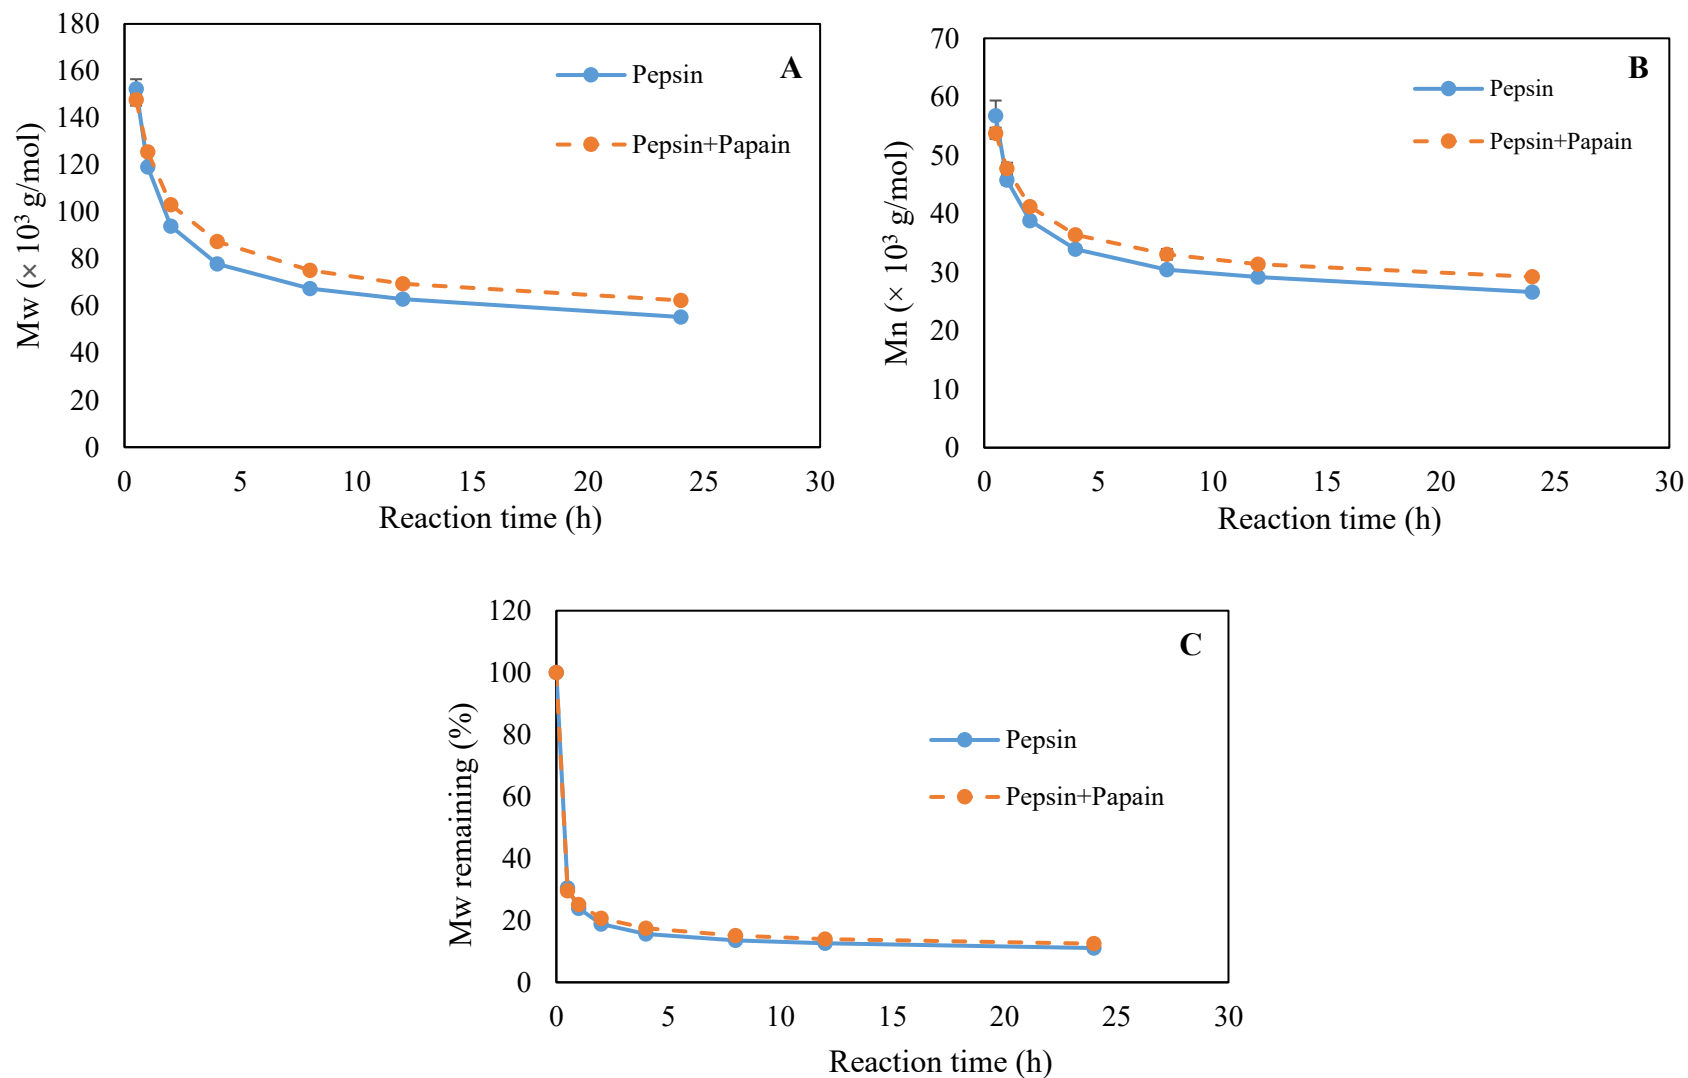 180
160
140
120
100
80
60
40
20
0
Mw (× 10³ g/mol)
Pepsin
Pepsin+Papain
A
0 5 10 15 20 25 30
Reaction time (h)
70
60
50
40
30
20
10
0
Mn (× 10³ g/mol)
Pepsin
Pepsin+Papain
B
0 5 10 15 20 25 30
Reaction time (h)
120
100
80
60
40
20
0
Mw remaining (%)
C
Pepsin
Pepsin+Papain
0 5 10 15 20 25 30
Reaction time (h)